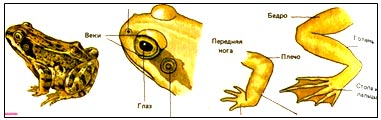 Веки
Глаз
Передняя
нога
Плечо
Бедро
Голень
Стопа и
пальцы